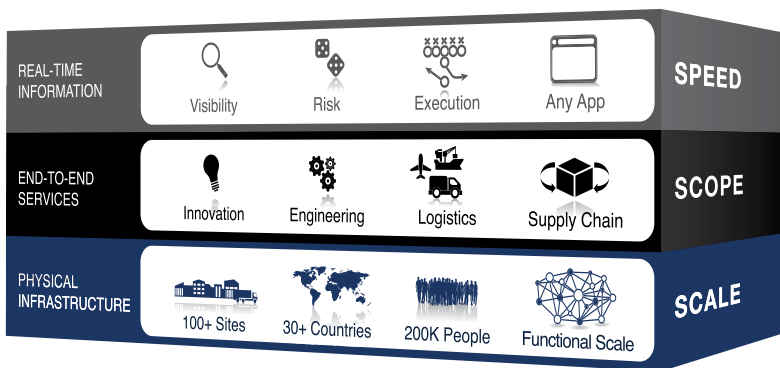 REAL-TIME
INFORMATION
Visibility
Risk
Execution
Any App
SPEED
END-TO-END
SERVICES
Innovation
Engineering
Logistics
Supply Chain
SCOPE
PHYSICAL
INFRASTRUCTURE
100+ Sites
30+ Countries
200K People
Functional Scale
SCALE